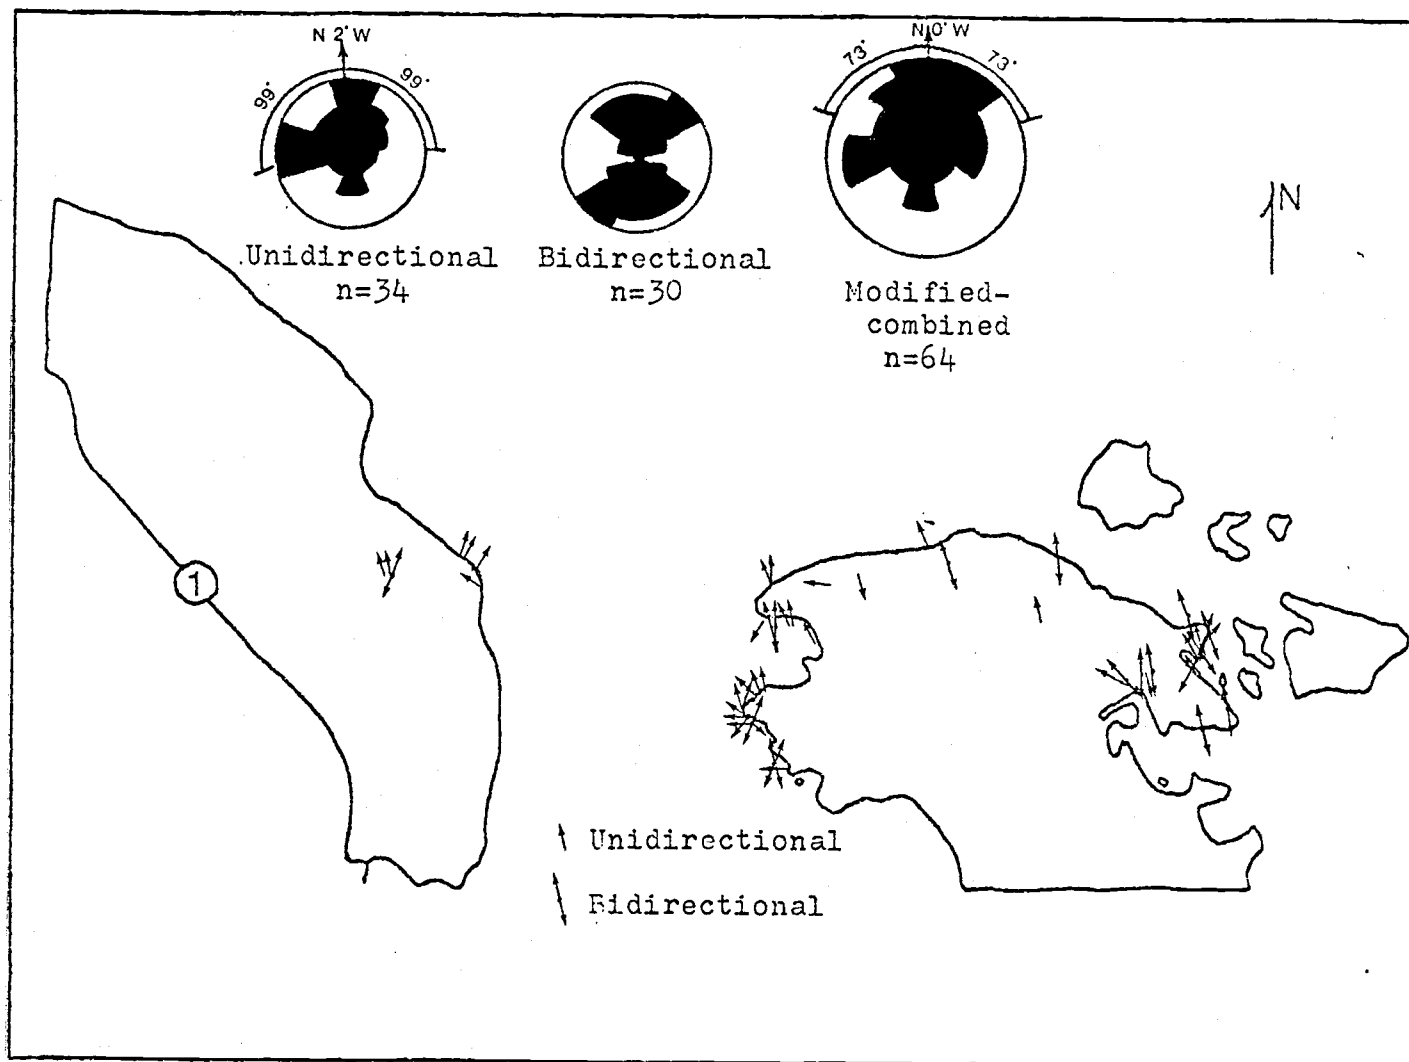 N 2° W
99°
99°
Unidirectional
n=34
Bidirectional
n=30
N 0° W
73°
73°
Modified-
combined
n=64
N
1
Unidirectional
Bidirectional